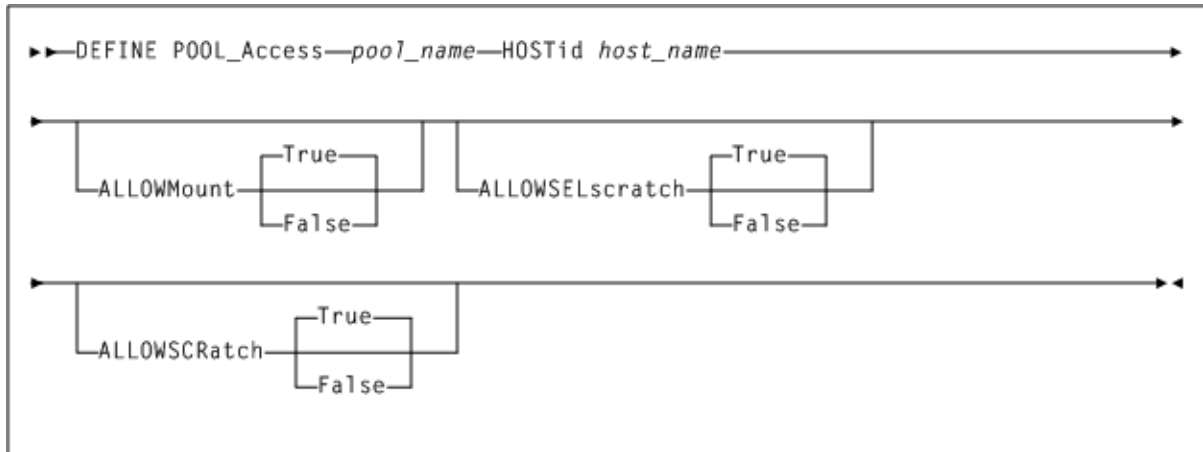 DEFINE POOL_Access pool_name HOSTid host_name
True True
ALLOWMount ALLOWSELscratch
False False
True
ALLOWSCRatch
False